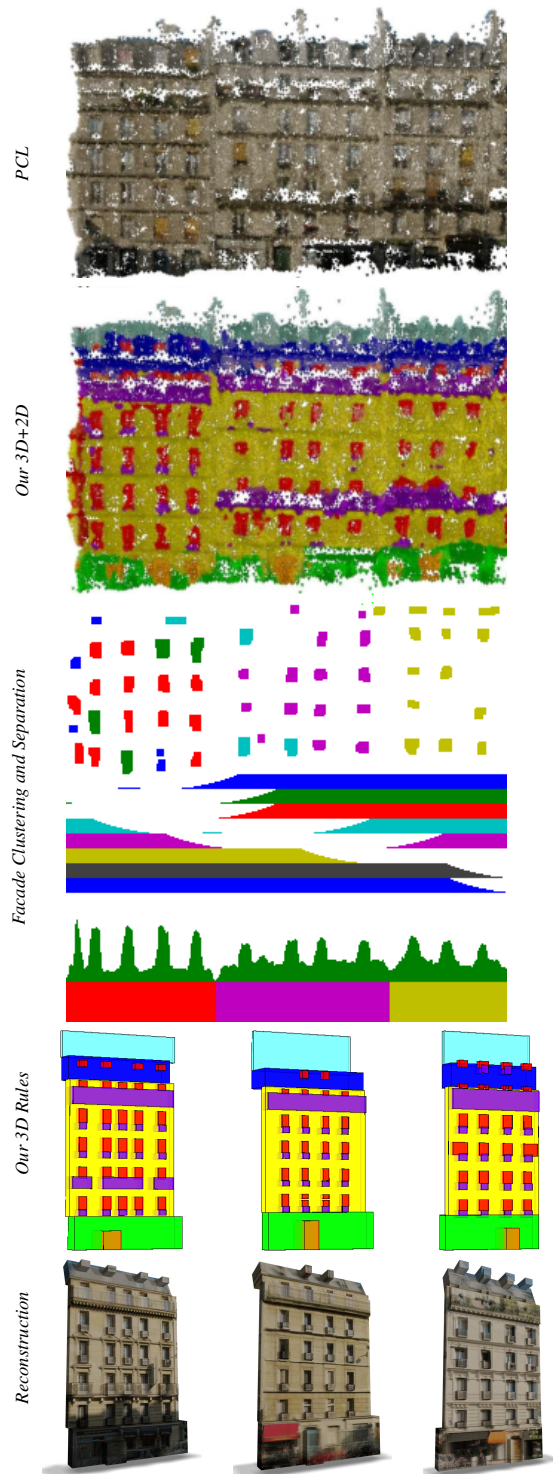 PCL
Our 3D+2D
Facade Clustering and Separation
Our 3D Rules
Reconstruction